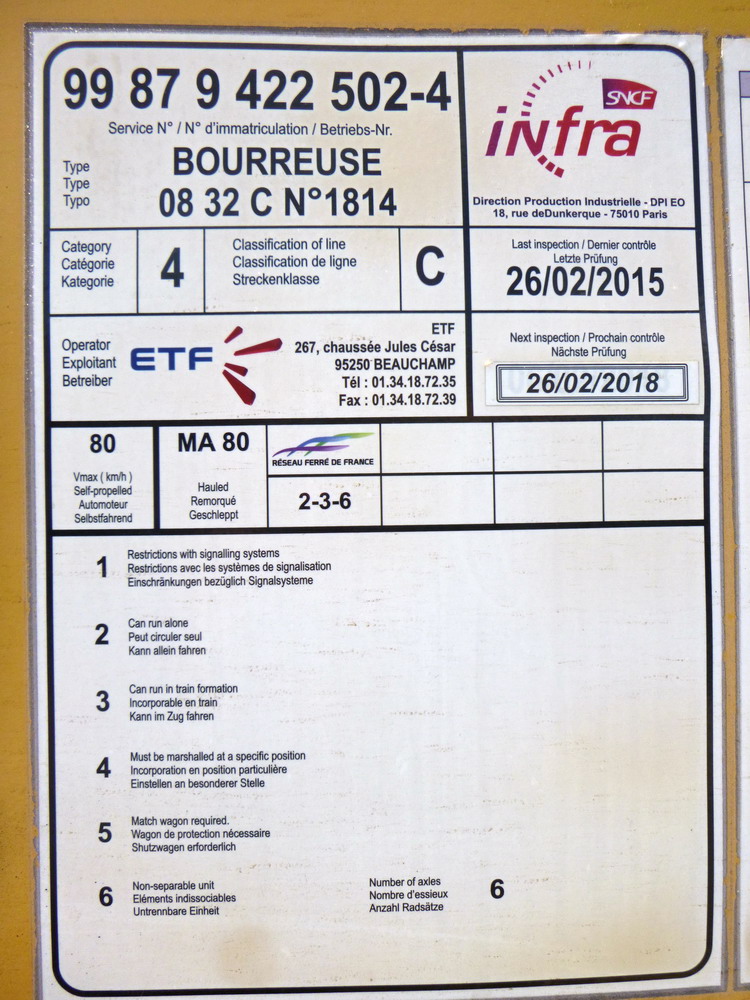 99 87 9 422 502-4
Service N° / N° d'immatriculation / Betriebs-Nr.
Type
Type
Typo
BOURREUSE
08 32 C N°1814
SNCF
infra
Direction Production Industrielle - DPI EO
18, rue deDunkerque - 75010 Paris
Category
Catégorie
Kategorie
4
Classification of line
Classification de ligne
Streckenklasse
C
Last inspection / Dernier contrôle
Letzte Prüfung
26/02/2015
Operator
Exploitant
Betreiber
ETF
ETF
267, chaussée Jules César
95250 BEAUCHAMP
Tél : 01.34.18.72.35
Fax : 01.34.18.72.39
Next inspection / Prochain contrôle
Nächste Prüfung
26/02/2018
80
Vmax ( km/h )
Self-propelled
Automoteur
Selbstfahrend
MA 80
Hauled
Remorqué
Geschleppt
RÉSEAU FERRÉ DE FRANCE
2-3-6
1
Restrictions with signalling systems
Restrictions avec les systèmes de signalisation
Einschränkungen bezüglich Signalsysteme
2
Can run alone
Peut circuler seul
Kann allein fahren
3
Can run in train formation
Incorporable en train
Kann im Zug fahren
4
Must be marshalled at a specific position
Incorporation en position particulière
Einstellen an besonderer Stelle
5
Match wagon required.
Wagon de protection nécessaire
Shutzwagen erforderlich
6
Non-separable unit
Eléments indissociables
Untrennbare Einheit
Number of axles
Nombre d'essieux
Anzahl Radsätze
6